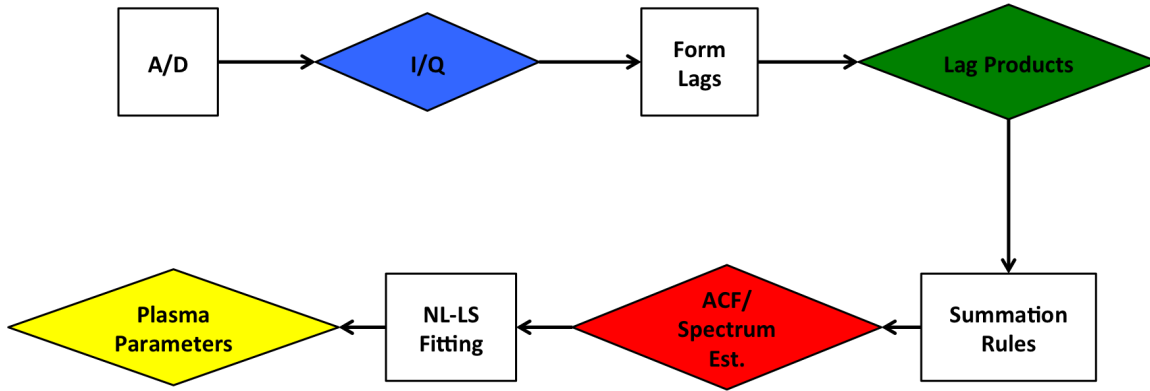 A/D
I/Q
Form
Lags
Lag Products
Plasma
Parameters
NL-LS
Fitting
ACF/
Spectrum
Est.
Summation
Rules